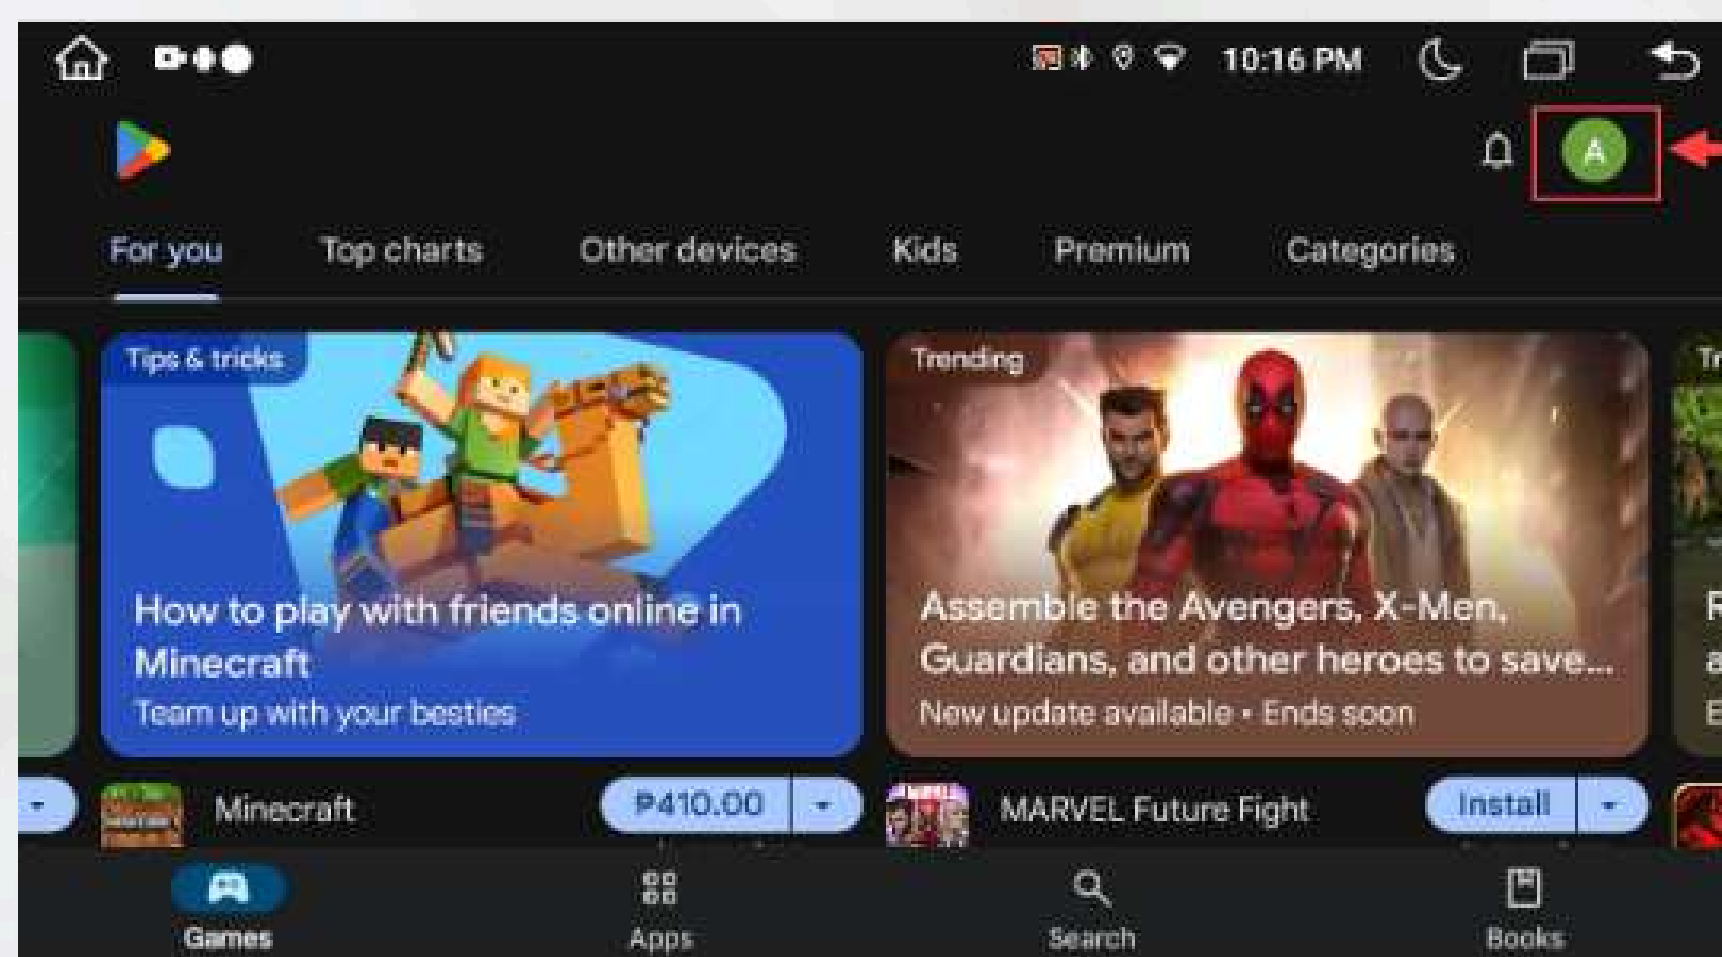 10:16 PM
A
For you
Top charts
Other devices
Kids
Premium
Categories
Tips & tricks
How to play with friends online in
Minecraft
Team up with your besties
Trending
Assemble the Avengers, X-Men,
Guardians, and other heroes to save...
New update available • Ends soon
Minecraft
₱410.00
MARVEL Future Fight
Install
Games
Apps
Search
Books